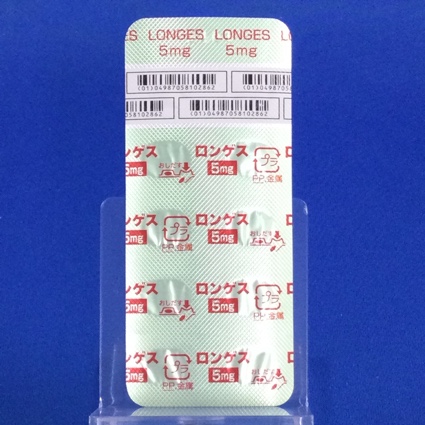 ES LONGES LONGES
5mg 5mg
(01)04987058102862
058102862 (01)04987058102862
ンゲス ロンゲス プラ
5mg おしだす 5mg PP,金属
ンゲス プラ ロンゲス
5mg PP,金属 5mg おしだす
ンゲス ロンゲス プラ
5mg おしだす 5mg PP,金属
ンゲス プラ ロンゲス
5mg PP,金属 5mg おしだす